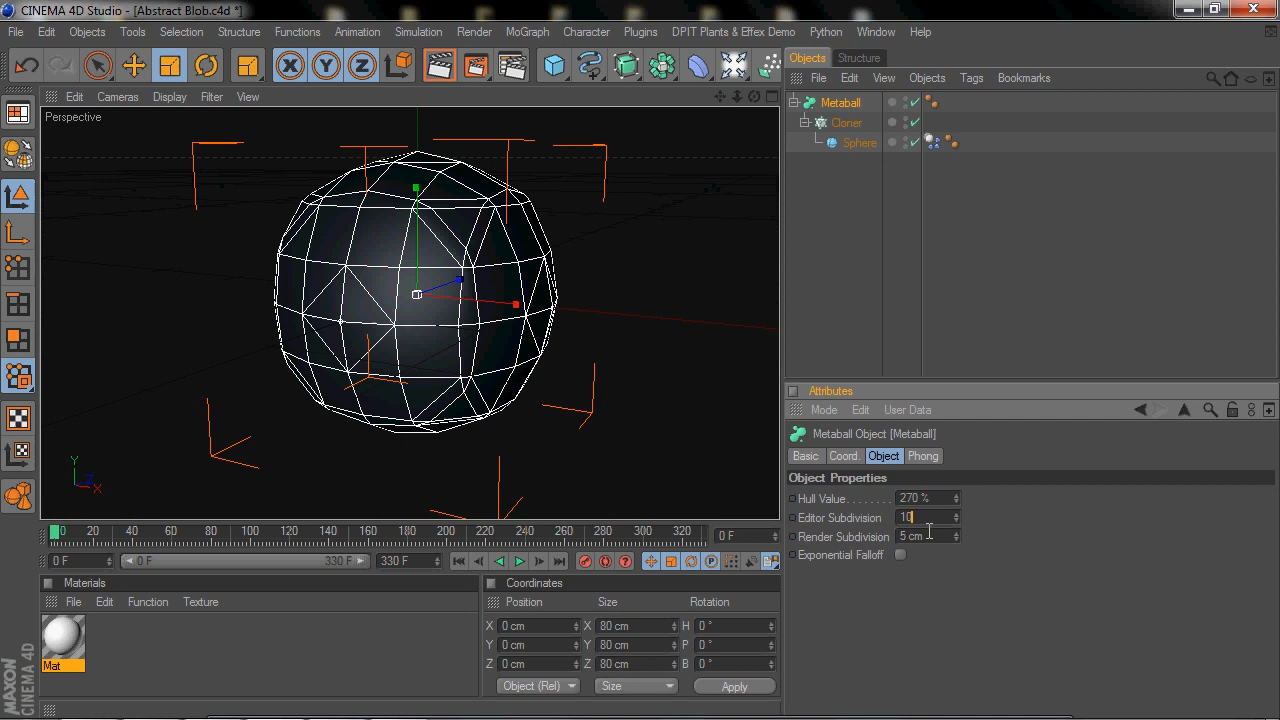 CINEMA 4D Studio - [Abstract Blob.c4d *]
File Edit Objects Tools Selection Structure Functions Animation Simulation Render MoGraph Character Plugins DPIT Plants & Effex Demo Python Window Help
X Y Z
Objects Structure
File Edit View Objects Tags Bookmarks
Edit Cameras Display Filter View
Perspective
Metaball
Cloner
Sphere
Y
Z
X
Attributes
Mode Edit User Data
Metaball Object [Metaball]
Basic Coord. Object Phong
Object Properties
Hull Value . . . . . . . . 270 %
Editor Subdivision 10
Render Subdivision 5 cm
Exponential Falloff
0 20 40 60 80 100 120 140 160 180 200 220 240 260 280 300 320 0 F
0 F 0 F 330 F 330 F
Materials
File Edit Function Texture
Mat
Coordinates
Position Size Rotation
X 0 cm X 80 cm H 0 °
Y 0 cm Y 80 cm P 0 °
Z 0 cm Z 80 cm B 0 °
Object (Rel) Size Apply
MAXON
CINEMA 4D